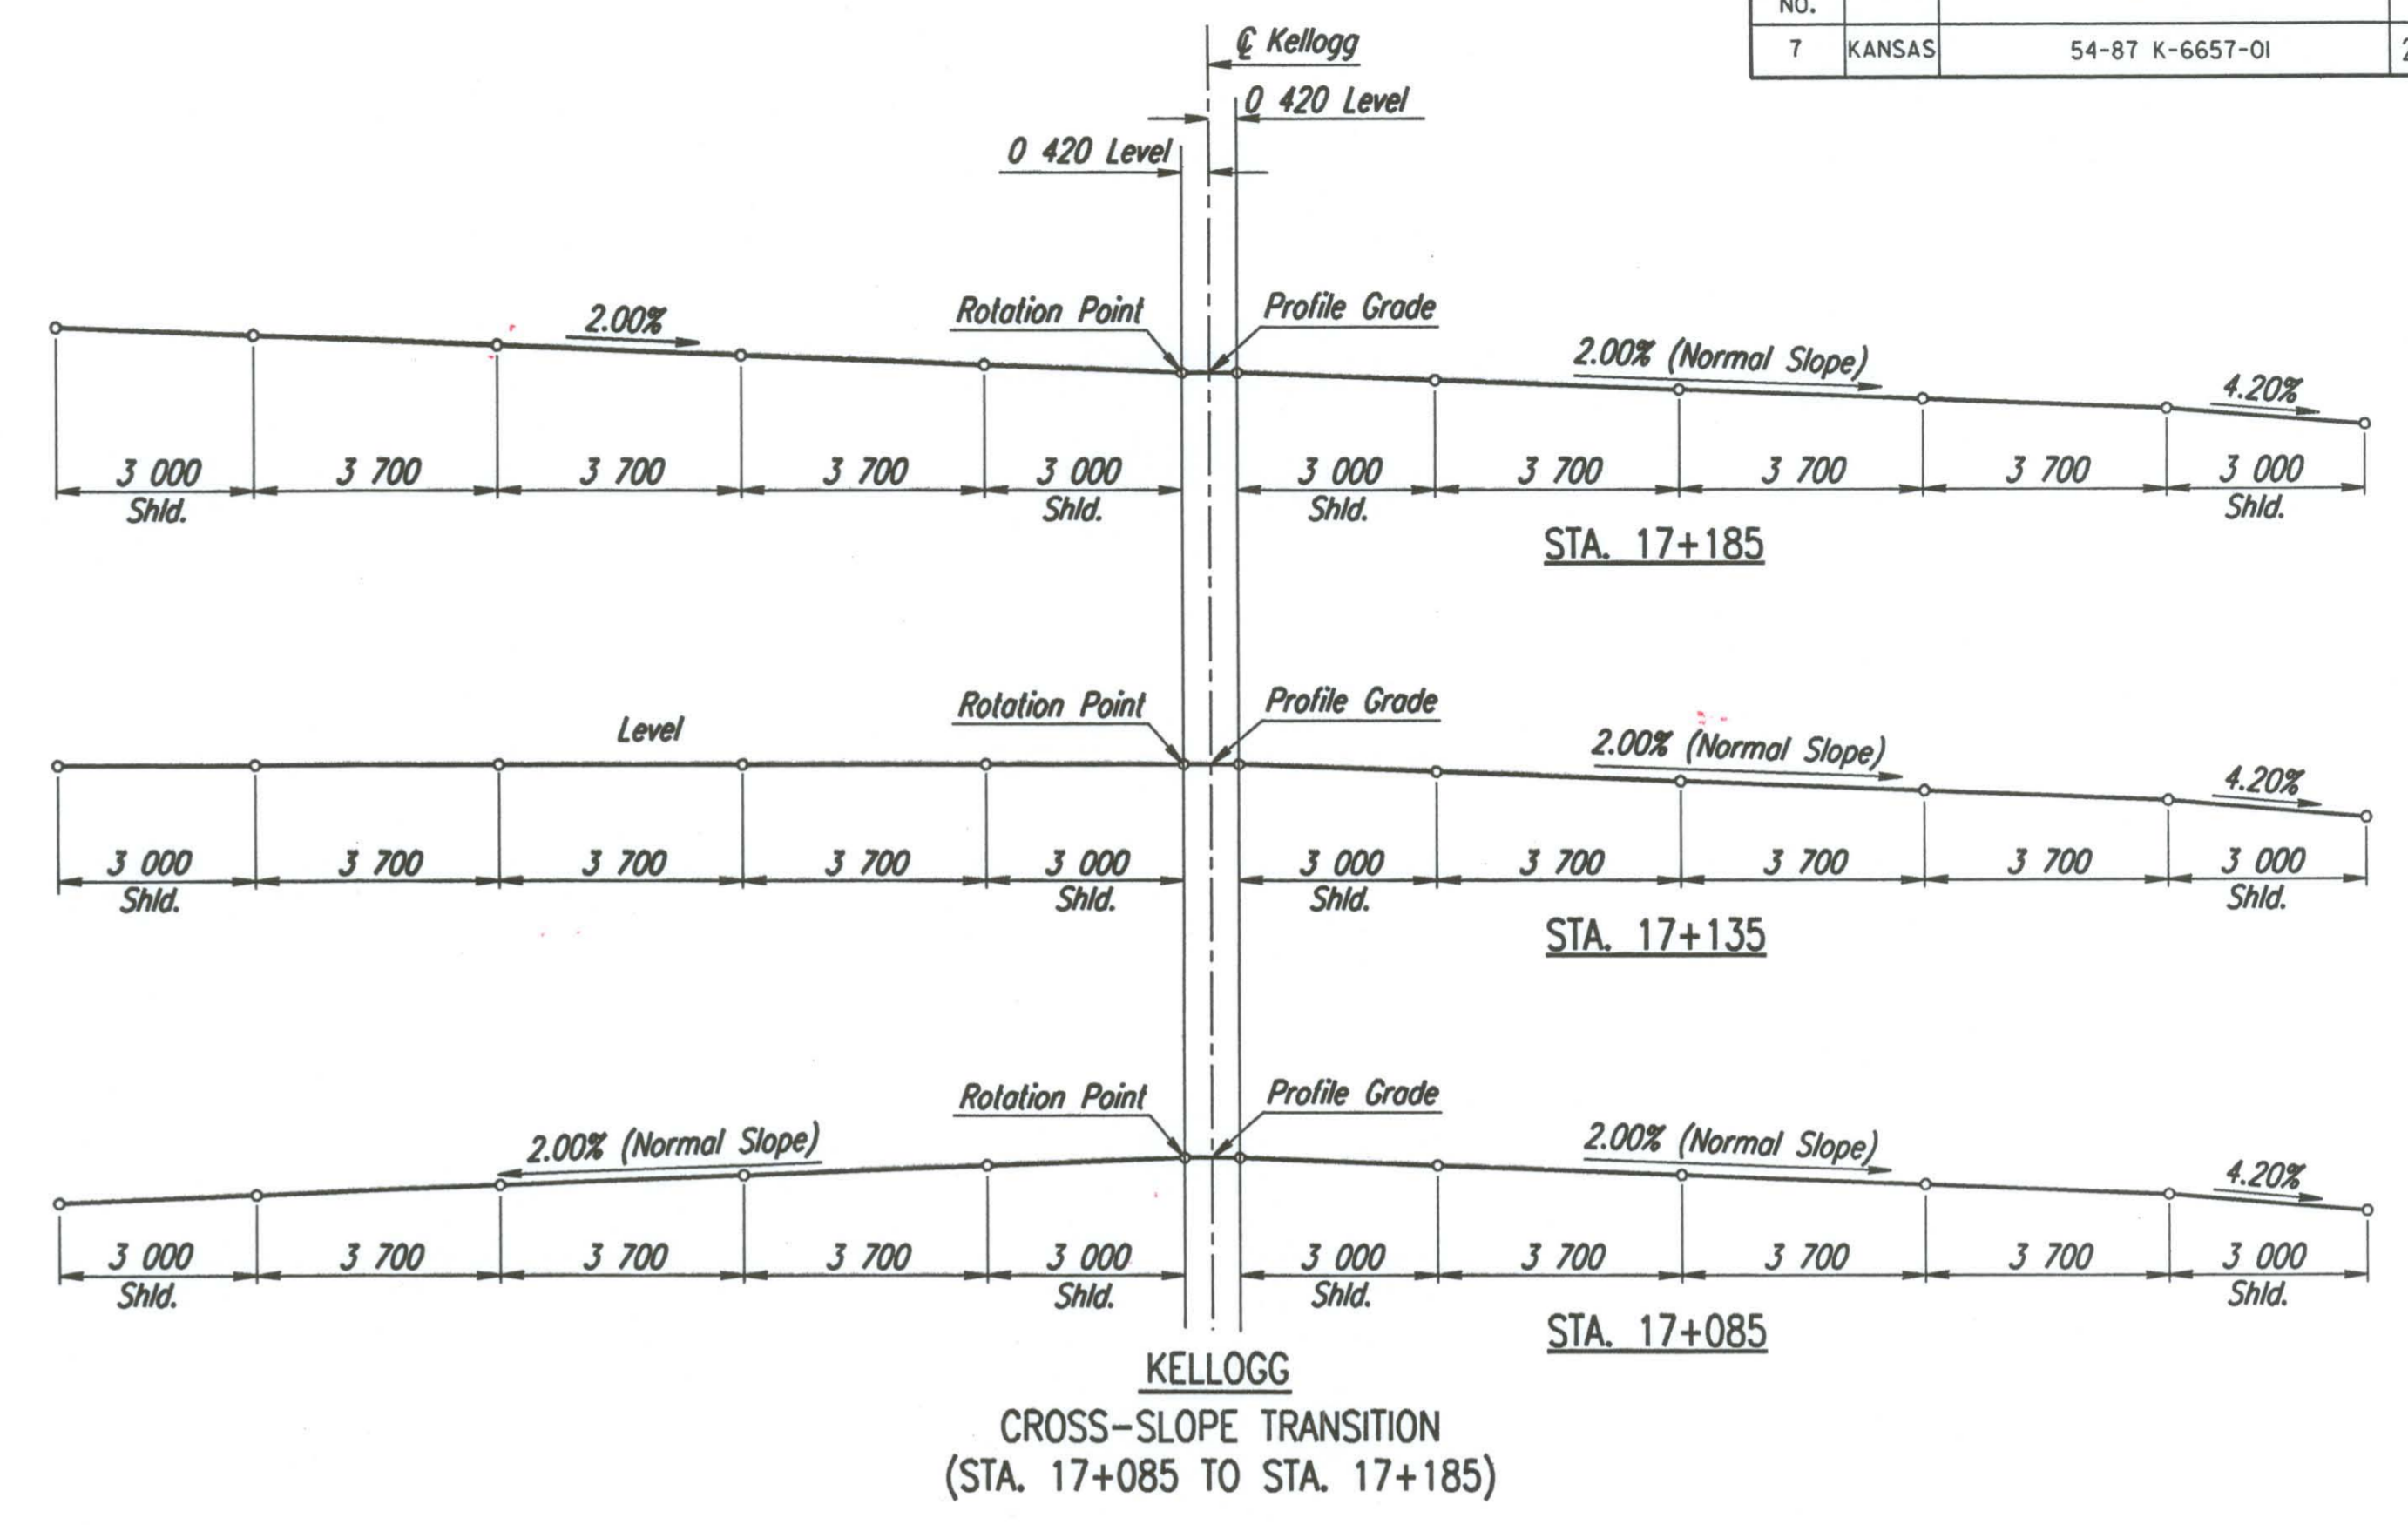 NO.
7 KANSAS 54-87 K-6657-01
℄ Kellogg
0 420 Level
0 420 Level
2.00% Rotation Point Profile Grade 2.00% (Normal Slope) 4.20%
3 000 3 700 3 700 3 700 3 000 3 000 3 700 3 700 3 700 3 000
Shld. Shld. Shld. Shld.
STA. 17+185
Level Rotation Point Profile Grade 2.00% (Normal Slope) 4.20%
3 000 3 700 3 700 3 700 3 000 3 000 3 700 3 700 3 700 3 000
Shld. Shld. Shld. Shld.
STA. 17+135
2.00% (Normal Slope) Rotation Point Profile Grade 2.00% (Normal Slope) 4.20%
3 000 3 700 3 700 3 700 3 000 3 000 3 700 3 700 3 700 3 000
Shld. Shld. Shld. Shld.
STA. 17+085
KELLOGG
CROSS-SLOPE TRANSITION
(STA. 17+085 TO STA. 17+185)